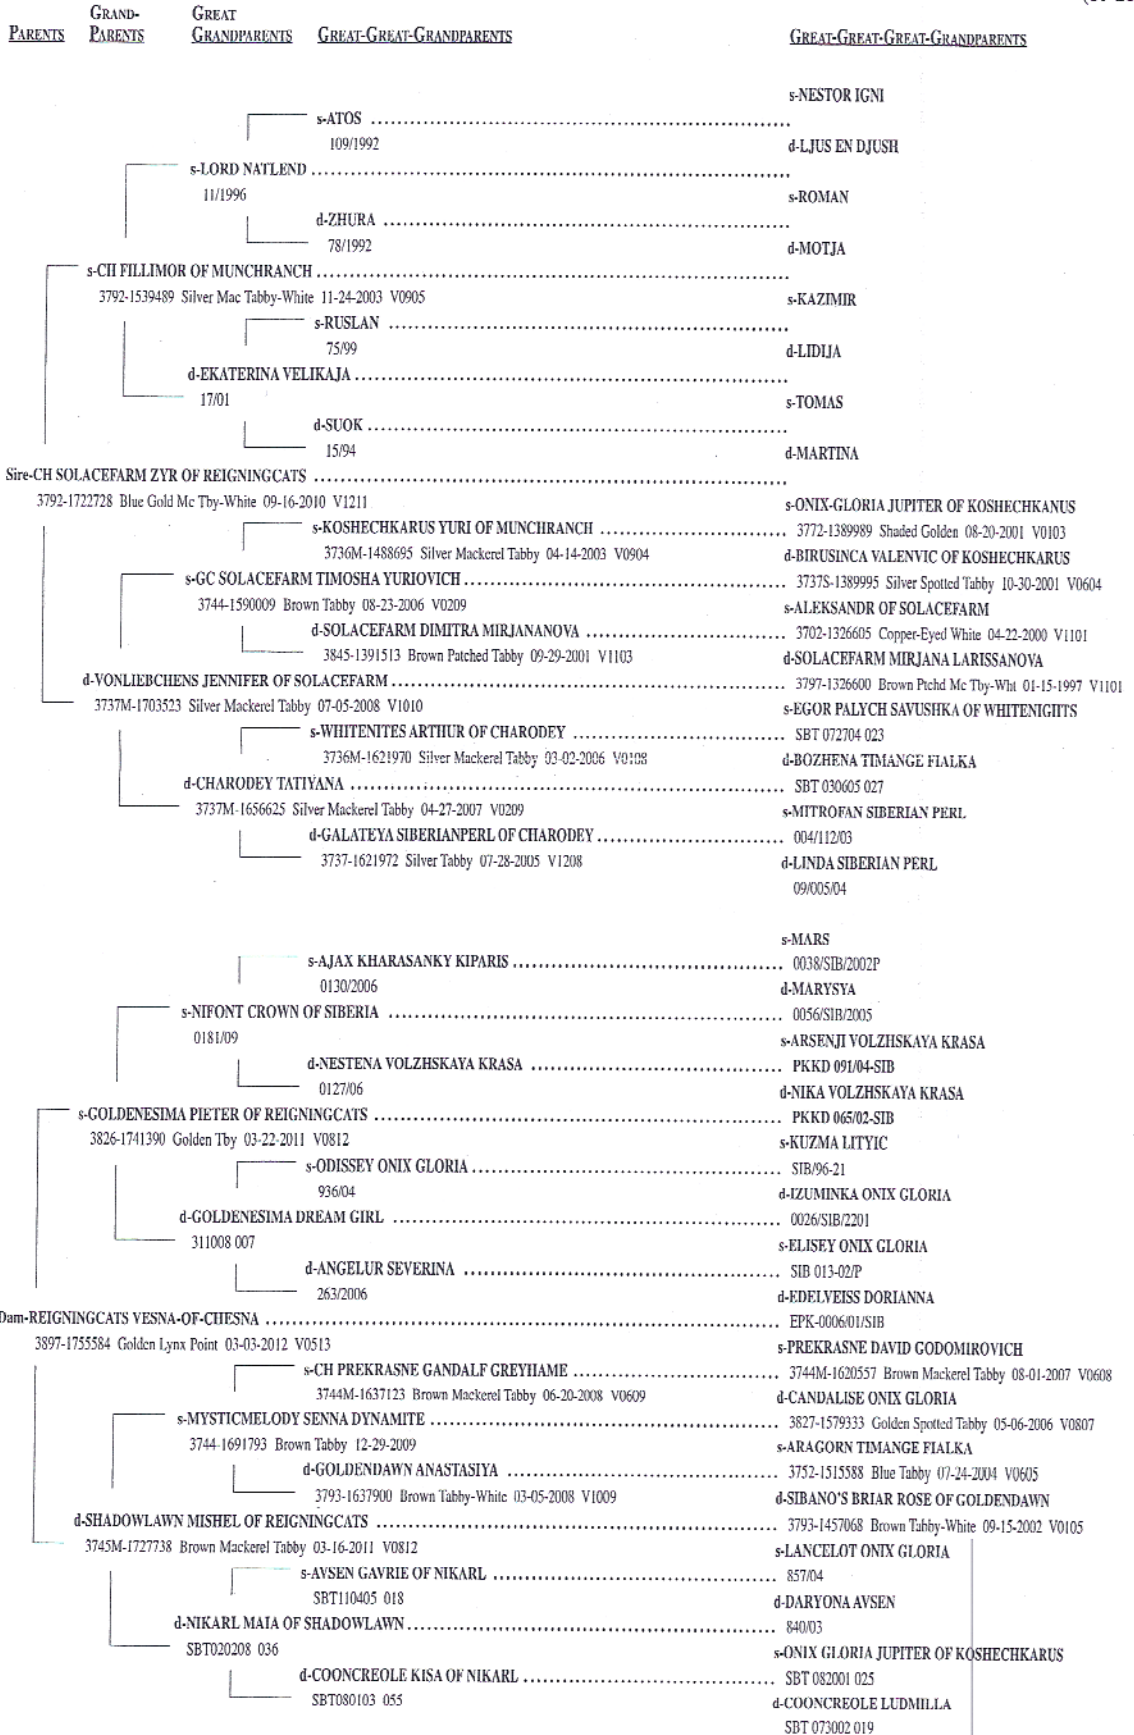 GRAND- GREAT
PARENTS PARENTS GRANDPARENTS GREAT-GREAT-GRANDPARENTS GREAT-GREAT-GREAT-GRANDPARENTS
s-NESTOR IGNI
s-ATOS
109/1992
d-LJUS EN DJUSH
s-LORD NATLEND
11/1996
s-ROMAN
d-ZHURA
78/1992
d-MOTJA
s-CH FILLIMOR OF MUNCHRANCH
3792-1539489 Silver Mac Tabby-White 11-24-2003 V0905
s-KAZIMIR
s-RUSLAN
75/99
d-LIDIJA
d-EKATERINA VELIKAJA
17/01
s-TOMAS
d-SUOK
15/94
d-MARTINA
Sire-CH SOLACEFARM ZYR OF REIGNINGCATS
3792-1722728 Blue Gold Mc Tby-White 09-16-2010 V1211
s-ONIX-GLORIA JUPITER OF KOSHECHKANUS
s-KOSHECHKARUS YURI OF MUNCHRANCH
3772-1389989 Shaded Golden 08-20-2001 V0103
3736M-1488695 Silver Mackerel Tabby 04-14-2003 V0904
d-BIRUSINCA VALENVIC OF KOSHECHKARUS
s-GC SOLACEFARM TIMOSHA YURIOVICH
3737S-1389995 Silver Spotted Tabby 10-30-2001 V0604
3744-1590009 Brown Tabby 08-23-2006 V0209
s-ALEKSANDR OF SOLACEFARM
d-SOLACEFARM DIMITRA MIRJANANOVA
3702-1326605 Copper-Eyed White 04-22-2000 V1101
3845-1391513 Brown Patched Tabby 09-29-2001 V1103
d-SOLACEFARM MIRJANA LARISSANOVA
d-VONLIEBCHENS JENNIFER OF SOLACEFARM
3797-1326600 Brown Ptchd Mc Tby-Wht 01-15-1997 V1101
3737M-1703523 Silver Mackerel Tabby 07-05-2008 V1010
s-EGOR PALYCH SAVUSHKA OF WHITENIGHTS
s-WHITENITES ARTHUR OF CHARODEY
SBT 072704 023
3736M-1621970 Silver Mackerel Tabby 03-02-2006 V0108
d-BOZHENA TIMANGE FIALKA
d-CHARODEY TATIYANA
SBT 030605 027
3737M-1656625 Silver Mackerel Tabby 04-27-2007 V0209
s-MITROFAN SIBERIAN PERL
d-GALATEYA SIBERIANPERL OF CHARODEY
004/112/03
3737-1621972 Silver Tabby 07-28-2005 V1208
d-LINDA SIBERIAN PERL
09/005/04
s-MARS
s-AJAX KHARASANKY KIPARIS
0038/SIB/2002P
0130/2006
d-MARYSYA
s-NIFONT CROWN OF SIBERIA
0056/SIB/2005
0181/09
s-ARSENJI VOLZHSKAYA KRASA
d-NESTENA VOLZHSKAYA KRASA
PKKD 091/04-SIB
0127/06
d-NIKA VOLZHSKAYA KRASA
s-GOLDENESIMA PIETER OF REIGNINGCATS
PKKD 065/02-SIB
3826-1741390 Golden Tby 03-22-2011 V0812
s-KUZMA LITYIC
s-ODISSEY ONIX GLORIA
SIB/96-21
936/04
d-IZUMINKA ONIX GLORIA
d-GOLDENESIMA DREAM GIRL
0026/SIB/2201
311008 007
s-ELISEY ONIX GLORIA
d-ANGELUR SEVERINA
SIB 013-02/P
263/2006
d-EDELVEISS DORIANNA
Dam-REIGNINGCATS VESNA-OF-CHESNA
EPK-0006/01/SIB
3897-1755584 Golden Lynx Point 03-03-2012 V0513
s-PREKRASNE DAVID GODOMIROVICH
s-CH PREKRASNE GANDALF GREYHAME
3744M-1620557 Brown Mackerel Tabby 08-01-2007 V0608
3744M-1637123 Brown Mackerel Tabby 06-20-2008 V0609
d-CANDALISE ONIX GLORIA
s-MYSTICMELODY SENNA DYNAMITE
3827-1579333 Golden Spotted Tabby 05-06-2006 V0807
3744-1691793 Brown Tabby 12-29-2009
s-ARAGORN TIMANGE FIALKA
d-GOLDENDAWN ANASTASIYA
3752-1515588 Blue Tabby 07-24-2004 V0605
3793-1637900 Brown Tabby-White 03-05-2008 V1009
d-SIBANO'S BRIAR ROSE OF GOLDENDAWN
d-SHADOWLAWN MISHEL OF REIGNINGCATS
3793-1457068 Brown Tabby-White 09-15-2002 V0105
3745M-1727738 Brown Mackerel Tabby 03-16-2011 V0812
s-LANCELOT ONIX GLORIA
s-AVSEN GAVRIE OF NIKARL
857/04
SBT110405 018
d-DARYONA AVSEN
d-NIKARL MAIA OF SHADOWLAWN
840/03
SBT020208 036
s-ONIX GLORIA JUPITER OF KOSHECHKARUS
d-COONCREOLE KISA OF NIKARL
SBT 082001 025
SBT080103 055
d-COONCREOLE LUDMILLA
SBT 073002 019